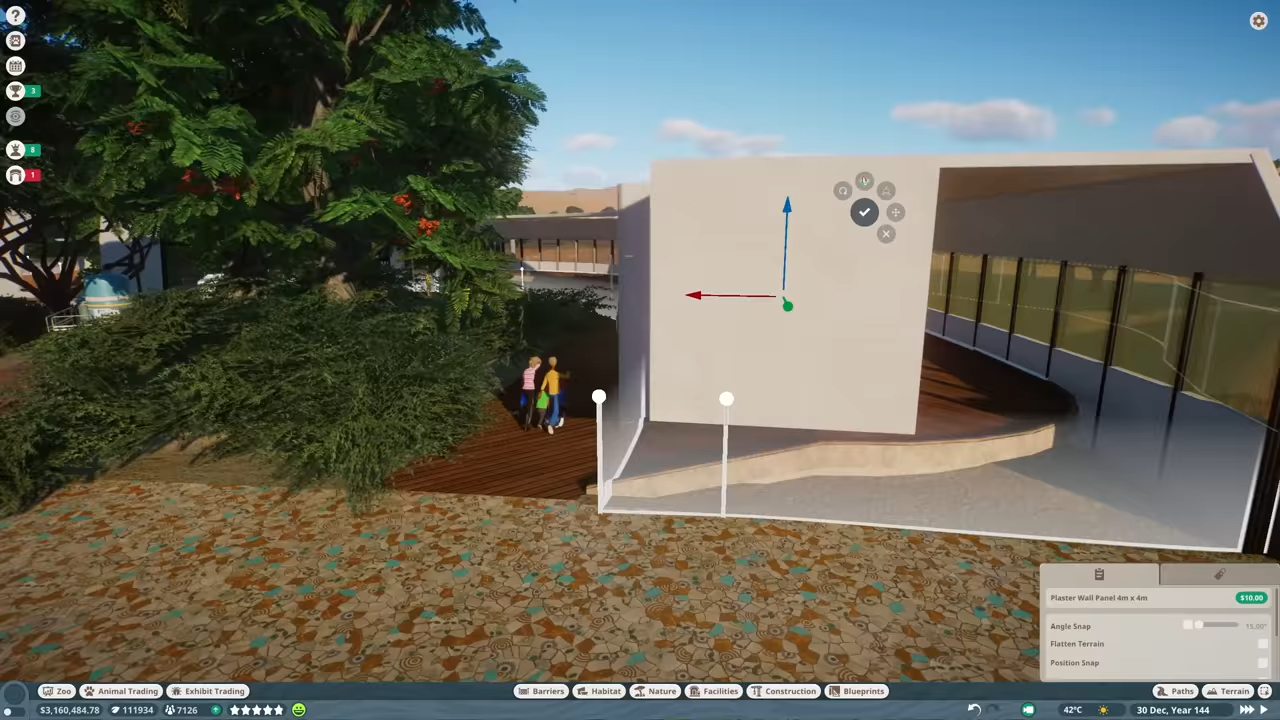 3
8
1
Plaster Wall Panel 4m x 4m $10.00
Angle Snap 15.00°
Flatten Terrain
Position Snap
Zoo Animal Trading Exhibit Trading Barriers Habitat Nature Facilities Construction Blueprints Paths Terrain
$3,160,484.78 111934 7126 42°C 30 Dec, Year 144